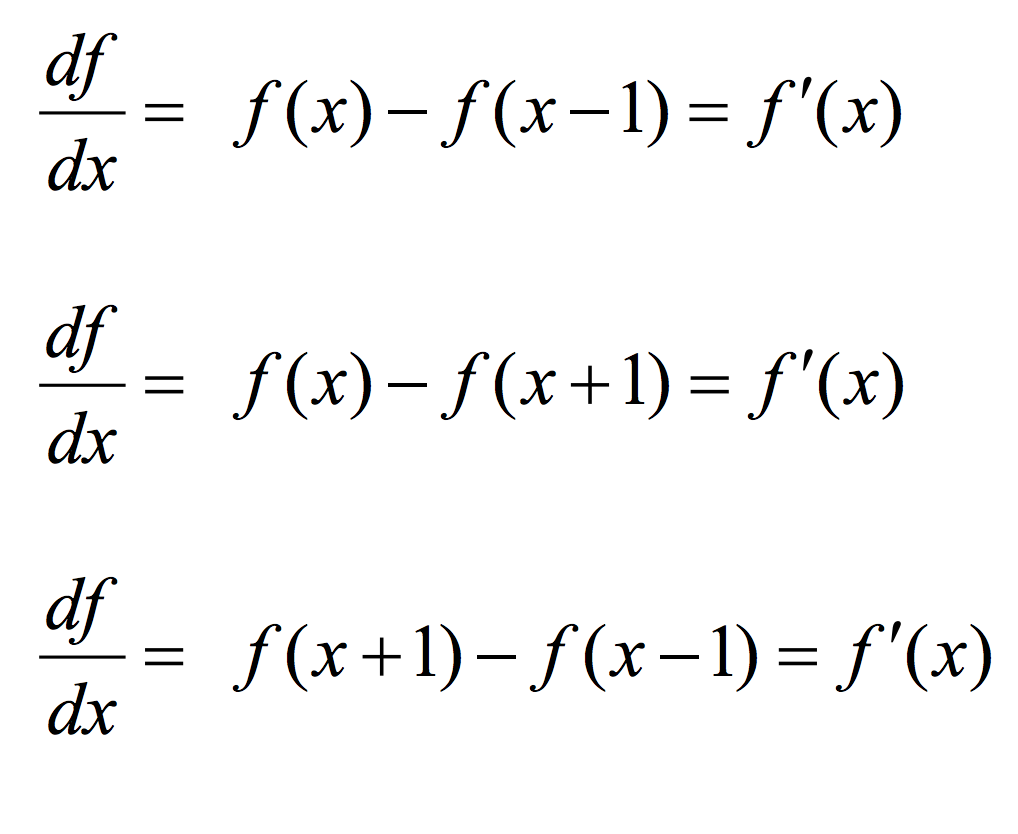 df/dx = f(x) − f(x − 1) = f′(x)
df/dx = f(x) − f(x + 1) = f′(x)
df/dx = f(x + 1) − f(x − 1) = f′(x)